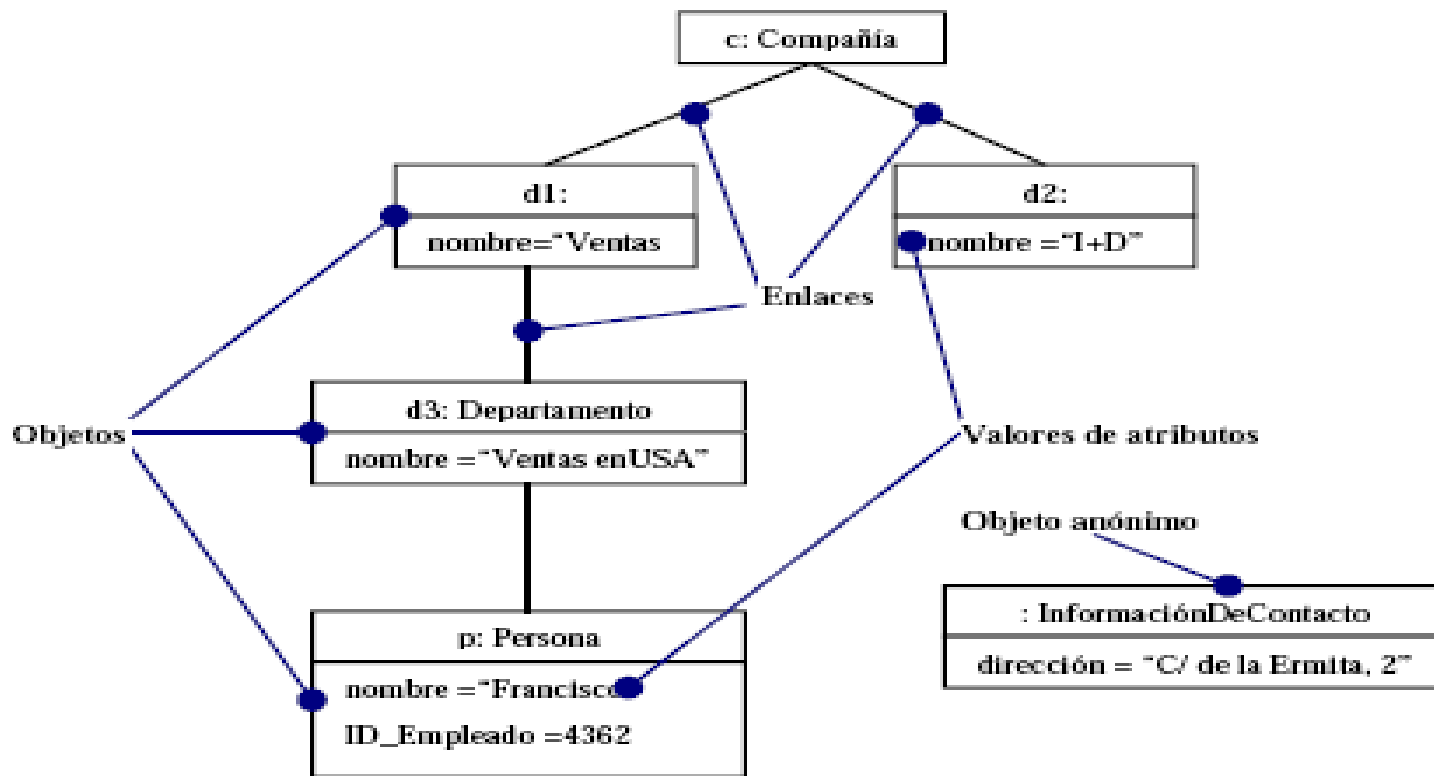 c: Compañía
d1:
nombre="Ventas
d2:
nombre ="I+D"
Enlaces
d3: Departamento
nombre ="Ventas enUSA"
Objetos
Valores de atributos
Objeto anónimo
: InformaciónDeContacto
dirección = "C/ de la Ermita, 2"
p: Persona
nombre ="Francisco
ID_Empleado =4362